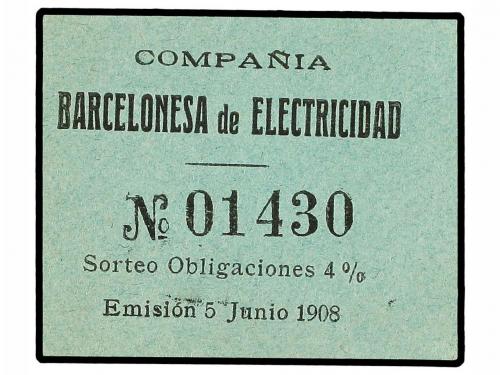 COMPAÑIA
BARCELONESA de ELECTRICIDAD
No 01430
Sorteo Obligaciones 4%
Emisión 5 Junio 1908